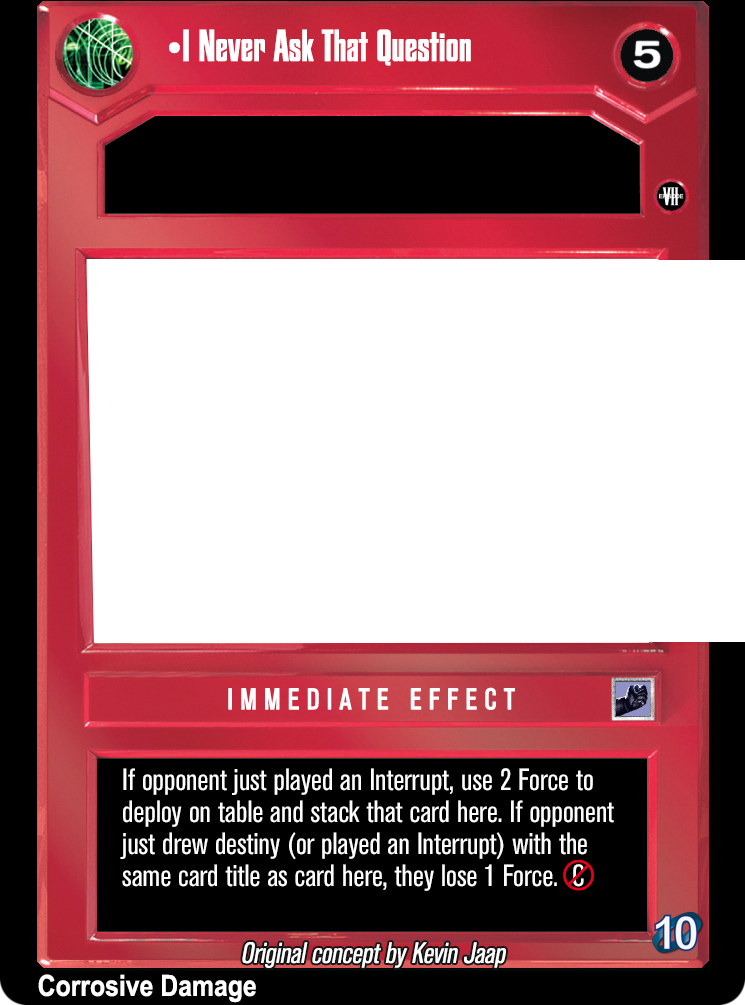 •I Never Ask That Question
5
EPISODE VII
IMMEDIATE EFFECT
If opponent just played an Interrupt, use 2 Force to
deploy on table and stack that card here. If opponent
just drew destiny (or played an Interrupt) with the
same card title as card here, they lose 1 Force. C
10
Original concept by Kevin Jaap
Corrosive Damage